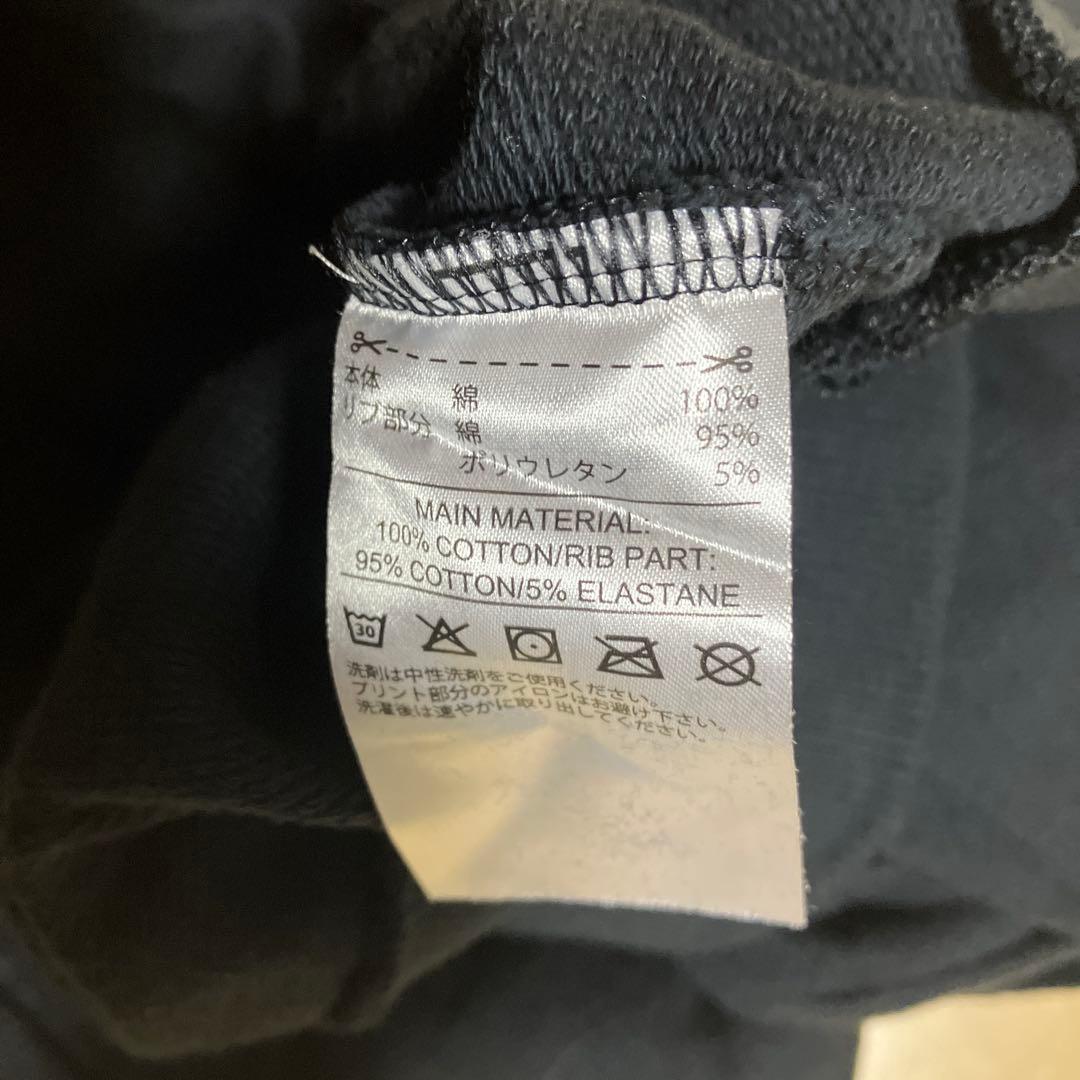 本体 綿 100%
リブ部分 綿 95%
ポリウレタン 5%
MAIN MATERIAL:
100% COTTON/RIB PART:
95% COTTON/5% ELASTANE
30
洗剤は中性洗剤をご使用ください。
プリント部分のアイロンはお避け下さい。
洗濯後は速やかに取り出してください。